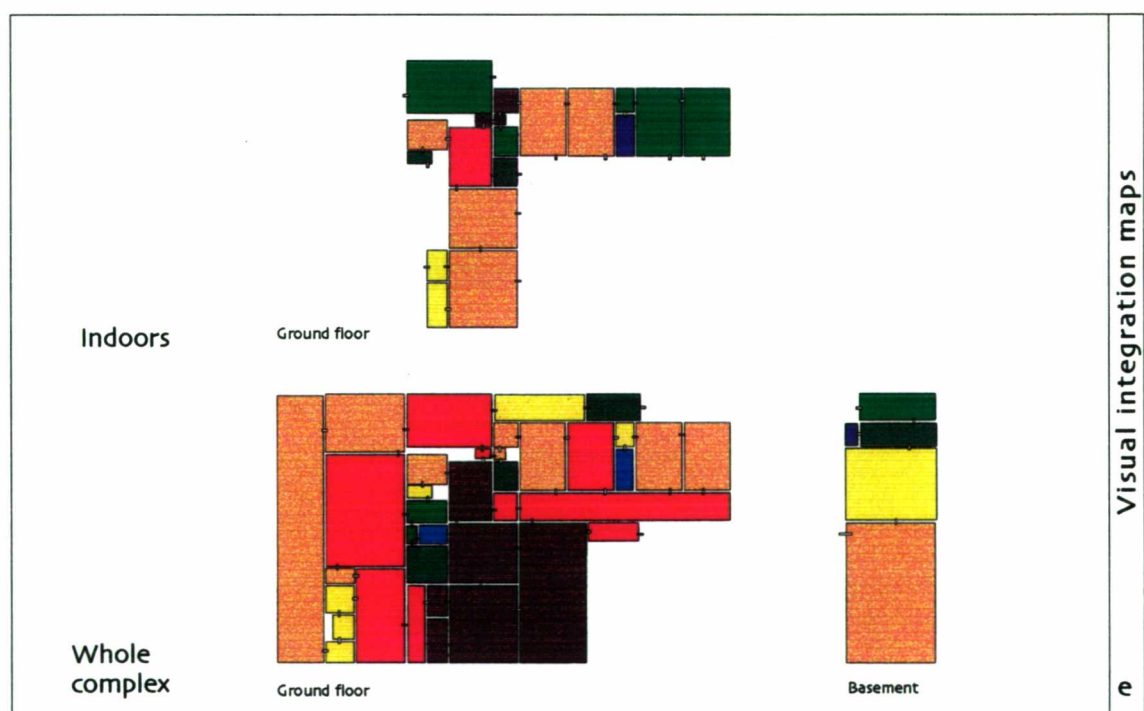 Indoors
Ground floor
Whole
complex
Ground floor
Basement
Visual integration maps
e